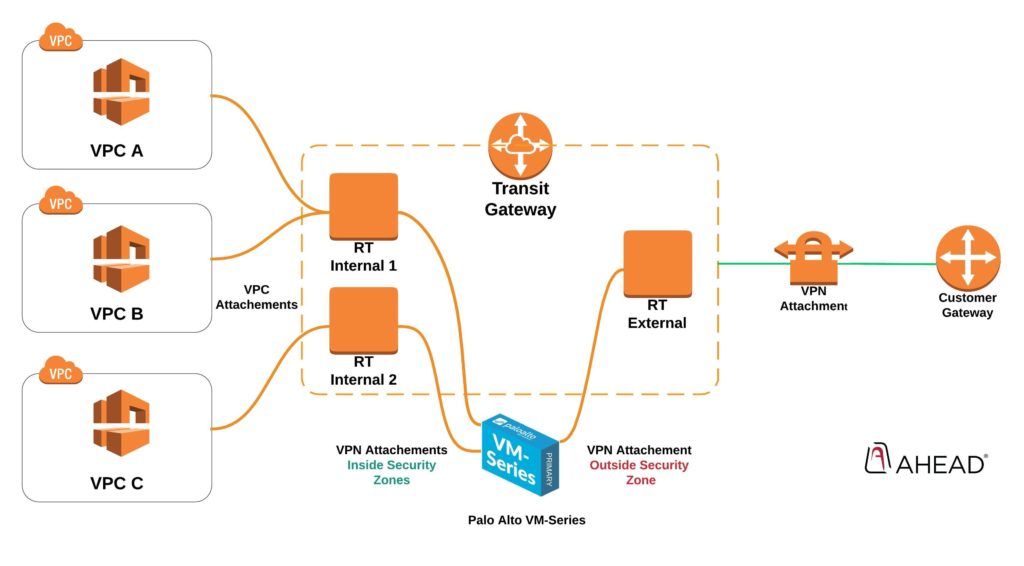 VPC
VPC A
VPC
VPC B
VPC
VPC C
VPC
Attachements
Transit
Gateway
RT
Internal 1
RT
Internal 2
RT
External
VPN
Attachment
Customer
Gateway
VPN Attachements
Inside Security
Zones
paloalto
VM-
Series
PRIMARY
VPN Attachment
Outside Security
Zone
Palo Alto VM-Series
AHEAD®